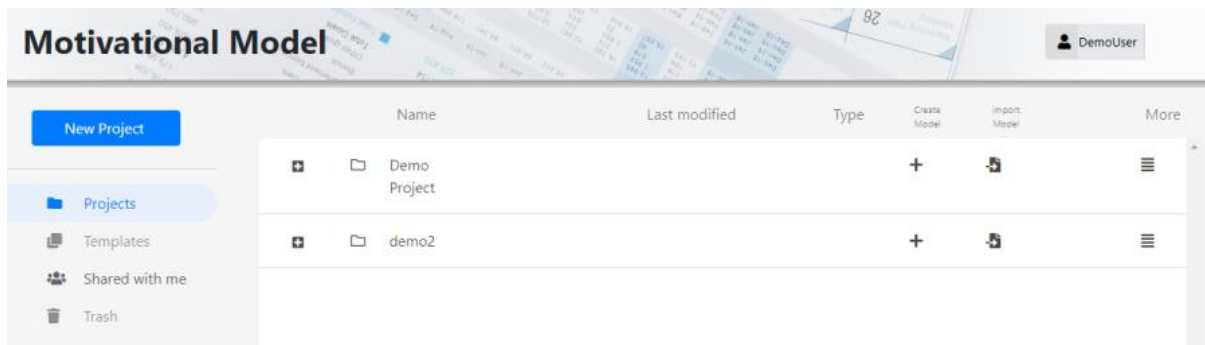 Motivational Model
DemoUser
New Project
Name
Last modified
Type
Create
Model
Import
Model
More
Demo
Project
Projects
Templates
demo2
Shared with me
Trash
26